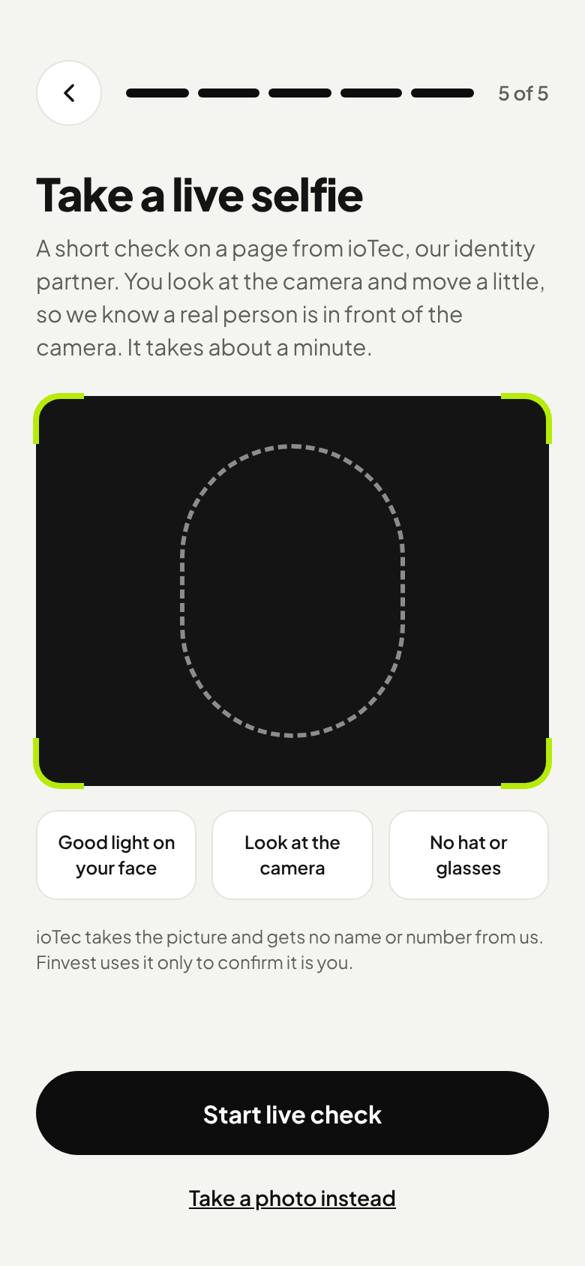 5 of 5
Take a live selfie
A short check on a page from ioTec, our identity
partner. You look at the camera and move a little,
so we know a real person is in front of the
camera. It takes about a minute.
Good light on
your face
Look at the
camera
No hat or
glasses
ioTec takes the picture and gets no name or number from us.
Finvest uses it only to confirm it is you.
Start live check
Take a photo instead